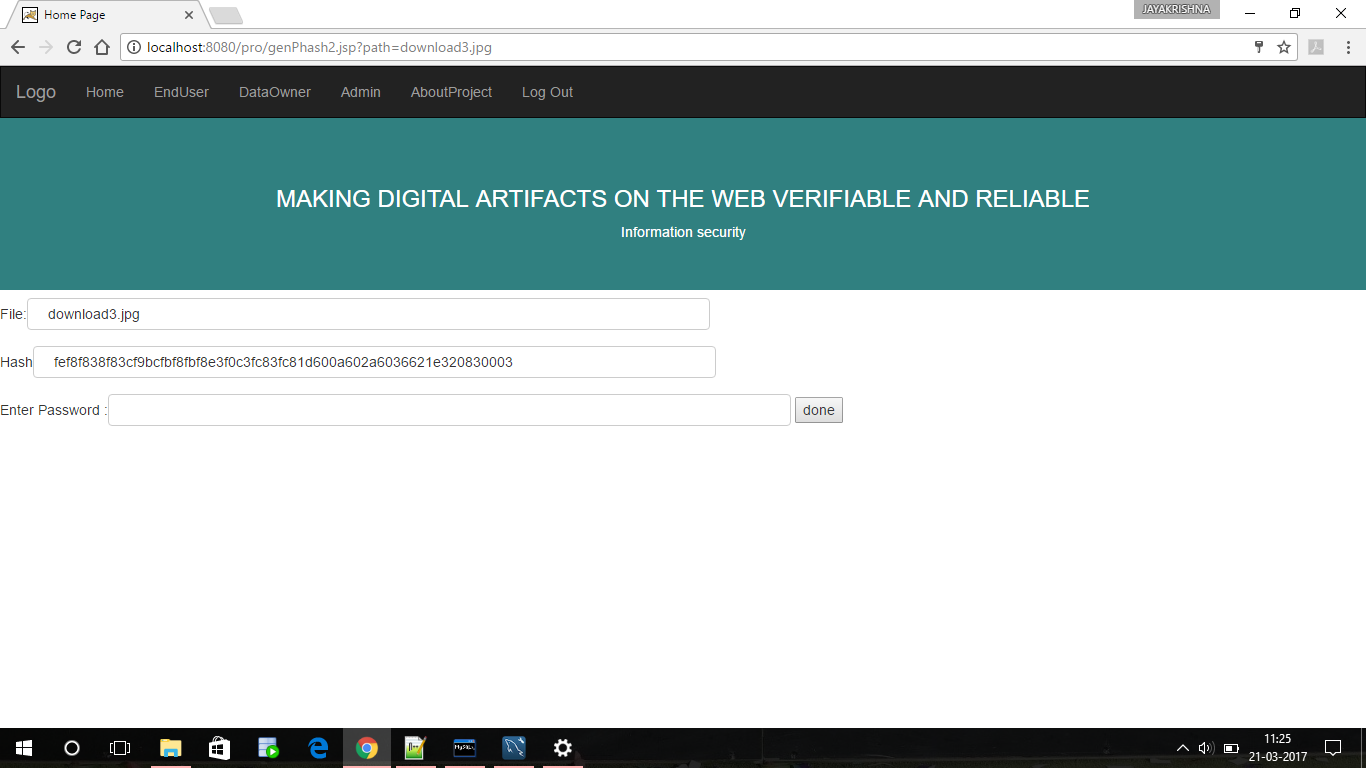 Home Page
JAYAKRISHNA
localhost:8080/pro/genPhash2.jsp?path=download3.jpg
Logo Home EndUser DataOwner Admin AboutProject Log Out
MAKING DIGITAL ARTIFACTS ON THE WEB VERIFIABLE AND RELIABLE
Information security
File: download3.jpg
Hash fef8f838f83cf9bcfbf8fbf8e3f0c3fc83fc81d600a602a6036621e320830003
Enter Password : done
11:25
21-03-2017